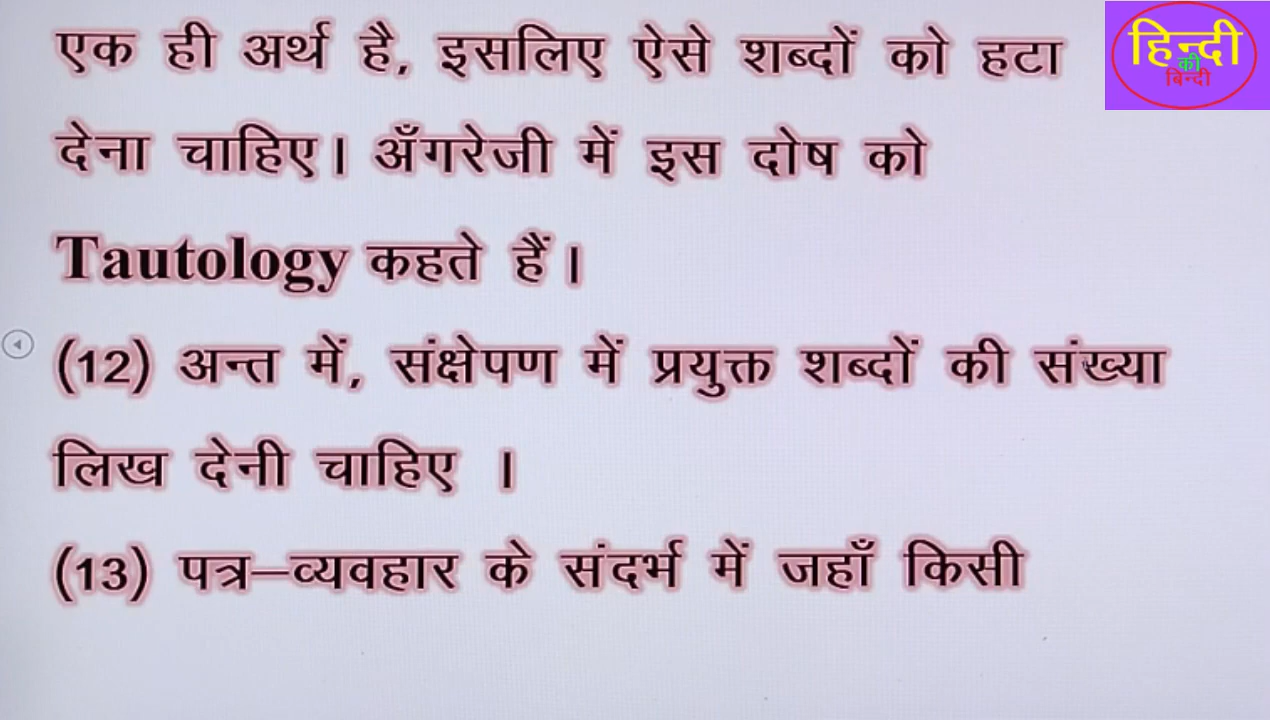 एक ही अर्थ है, इसलिए ऐसे शब्दों को हटा
देना चाहिए। अँगरेजी में इस दोष को
Tautology कहते हैं।
(12) अन्त में, संक्षेपण में प्रयुक्त शब्दों की संख्या
लिख देनी चाहिए ।
(13) पत्र–व्यवहार के संदर्भ में जहाँ किसी
हिन्दी
की
बिन्दी